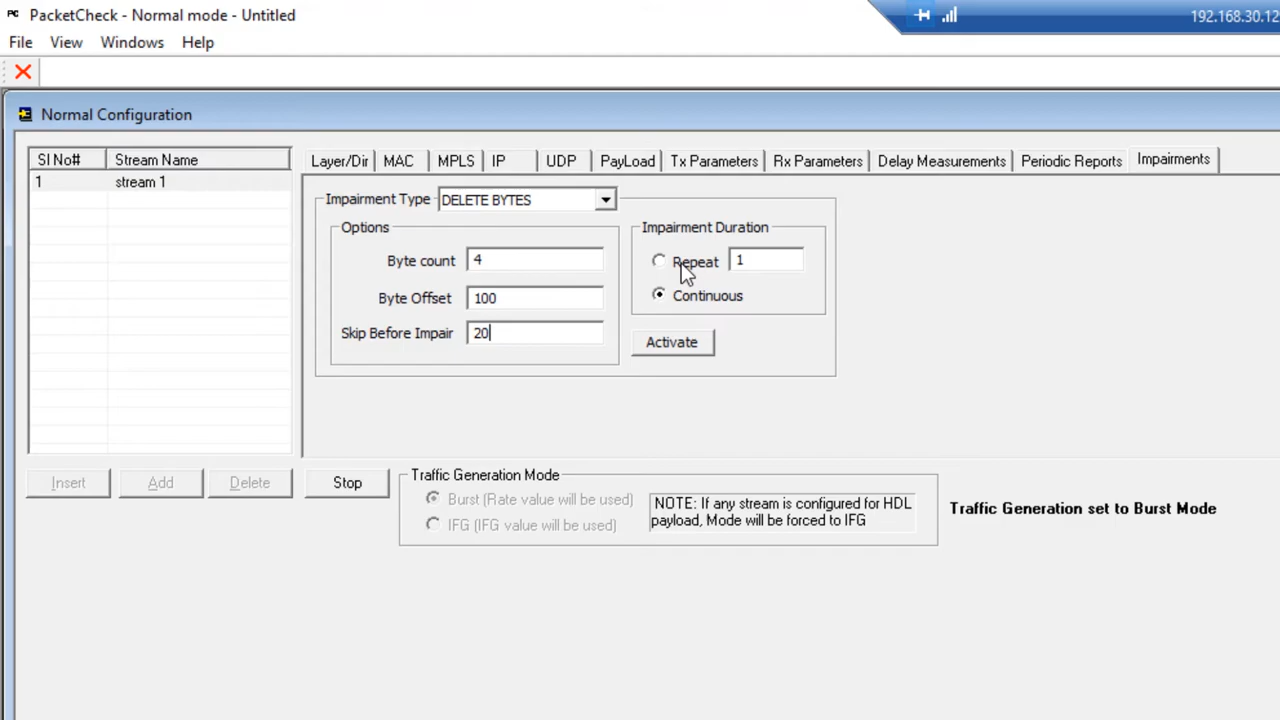 PC PacketCheck - Normal mode - Untitled
192.168.30.12
File View Windows Help
Normal Configuration
Sl No# Stream Name
1 stream 1
Layer/Dir MAC MPLS IP UDP PayLoad Tx Parameters Rx Parameters Delay Measurements Periodic Reports Impairments
Impairment Type DELETE BYTES
Options
Byte count 4
Byte Offset 100
Skip Before Impair 20
Impairment Duration
Repeat 1
Continuous
Activate
Insert Add Delete Stop
Traffic Generation Mode
Burst (Rate value will be used)
IFG (IFG value will be used)
NOTE: If any stream is configured for HDL
payload, Mode will be forced to IFG
Traffic Generation set to Burst Mode